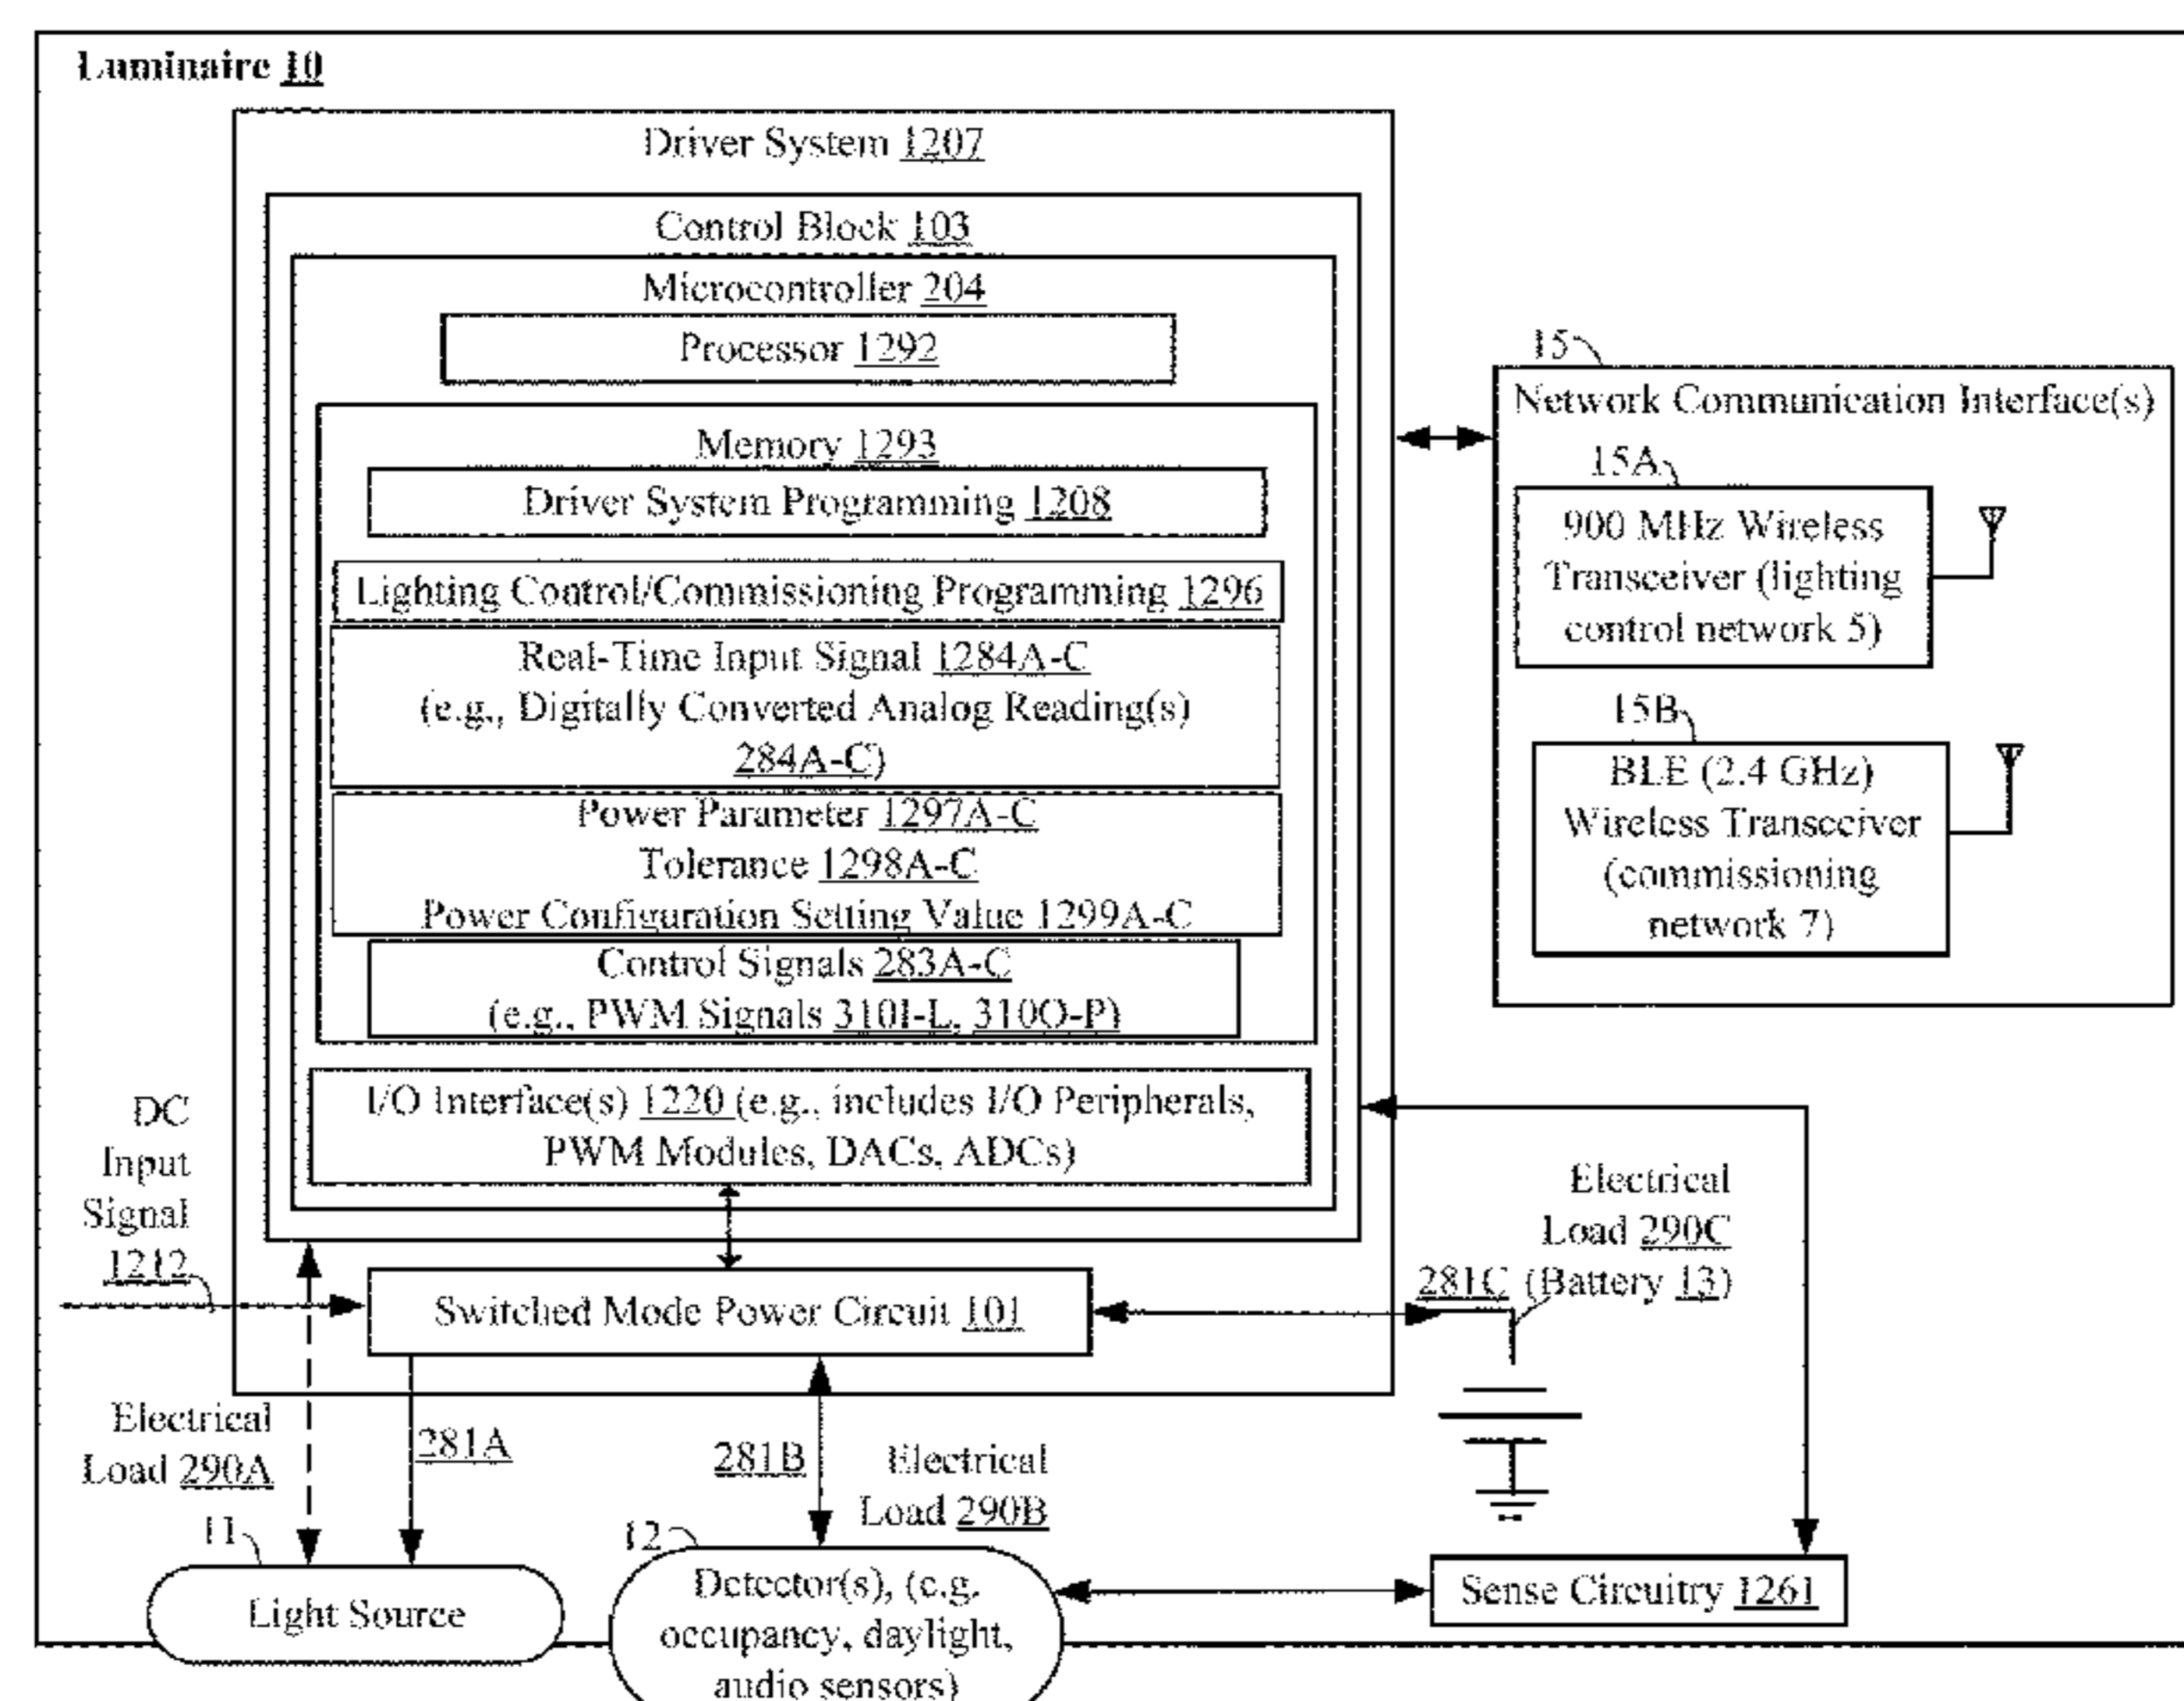 Luminaire 10
Driver System 1207
Control Block 103
Microcontroller 204
Processor 1292
Memory 1293
Driver System Programming 1208
Lighting Control/Commissioning Programming 1296
Real-Time Input Signal 1284A-C
(e.g., Digitally Converted Analog Reading(s)
284A-C)
Power Parameter 1297A-C
Tolerance 1298A-C
Power Configuration Setting Value 1299A-C
Control Signals 283A-C
(e.g., PWM Signals 310I-L, 310O-P)
I/O Interface(s) 1220 (e.g., includes I/O Peripherals,
PWM Modules, DACs, ADCs)
15
Network Communication Interface(s)
15A
900 MHz Wireless
Transceiver (lighting
control network 5)
15B
BLE (2.4 GHz)
Wireless Transceiver
(commissioning
network 7)
DC
Input
Signal
1212
Switched Mode Power Circuit 101
Electrical
Load 290C
281C (Battery 13)
Electrical
Load 290A
281A
281B
Electrical
Load 290B
11
Light Source
12
Detector(s), (e.g.
occupancy, daylight,
audio sensors)
Sense Circuitry 1261